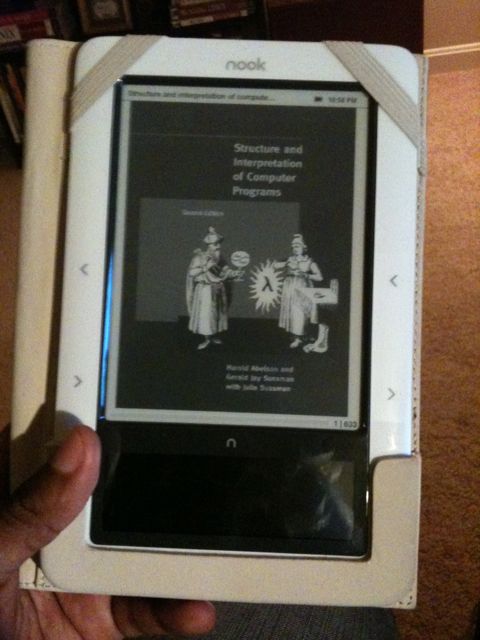 nook
Structure and interpretation of compute... 10:58 PM
Structure and
Interpretation
of Computer
Programs
Second Edition
λ
Harold Abelson and
Gerald Jay Sussman
with Julie Sussman
1 | 633